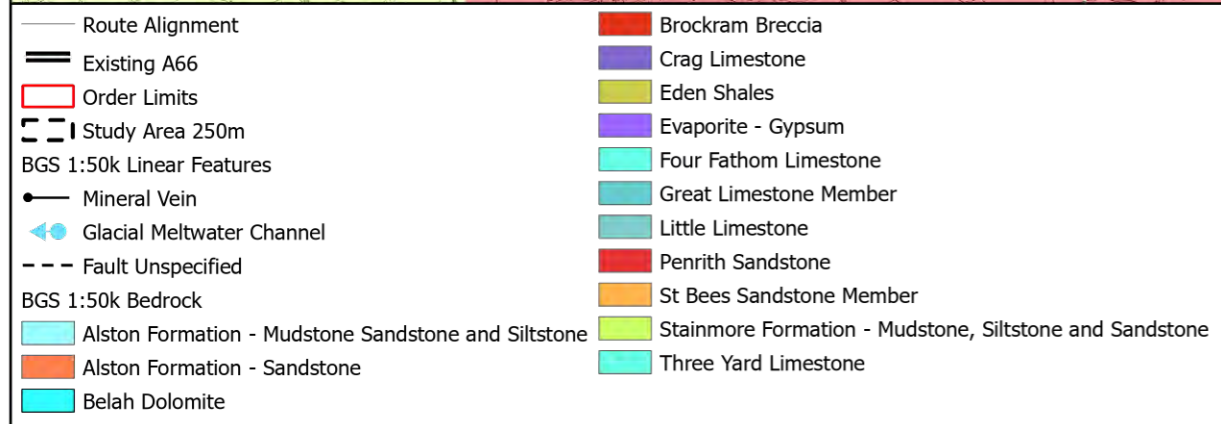 Route Alignment
Existing A66
Order Limits
Study Area 250m
BGS 1:50k Linear Features
Mineral Vein
Glacial Meltwater Channel
Fault Unspecified
BGS 1:50k Bedrock
Alston Formation - Mudstone Sandstone and Siltstone
Alston Formation - Sandstone
Belah Dolomite
Brockram Breccia
Crag Limestone
Eden Shales
Evaporite - Gypsum
Four Fathom Limestone
Great Limestone Member
Little Limestone
Penrith Sandstone
St Bees Sandstone Member
Stainmore Formation - Mudstone, Siltstone and Sandstone
Three Yard Limestone